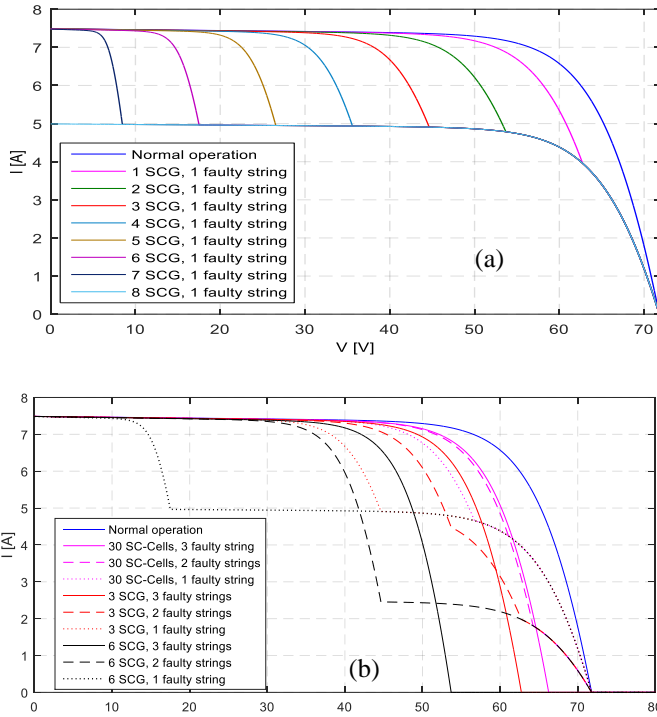 8
7
6
5
4
3
2
1
0
I [A]
Normal operation
1 SCG, 1 faulty string
2 SCG, 1 faulty string
3 SCG, 1 faulty string
4 SCG, 1 faulty string
5 SCG, 1 faulty string
6 SCG, 1 faulty string
7 SCG, 1 faulty string
8 SCG, 1 faulty string
(a)
0 10 20 30 40 50 60 70
V [V]
8
7
6
5
4
3
2
1
0
I [A]
Normal operation
30 SC-Cells, 3 faulty string
30 SC-Cells, 2 faulty strings
30 SC-Cells, 1 faulty string
3 SCG, 3 faulty strings
3 SCG, 2 faulty strings
3 SCG, 1 faulty string
6 SCG, 3 faulty strings
6 SCG, 2 faulty strings
6 SCG, 1 faulty string
(b)
0 10 20 30 40 50 60 70 80